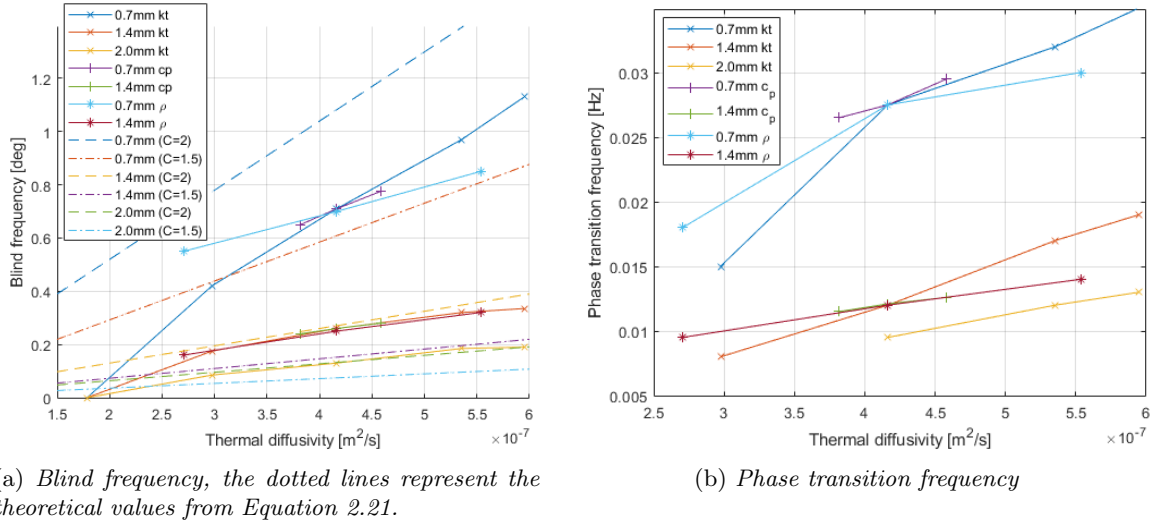 0.7mm kt
1.4mm kt
2.0mm kt
0.7mm cp
1.4mm cp
0.7mm ρ
1.4mm ρ
0.7mm (C=2)
0.7mm (C=1.5)
1.4mm (C=2)
1.4mm (C=1.5)
2.0mm (C=2)
2.0mm (C=1.5)
Blind frequency [deg]
1.2
1
0.8
0.6
0.4
0.2
0
1.5 2 2.5 3 3.5 4 4.5 5 5.5 6
Thermal diffusivity [m²/s]
×10⁻⁷
a) Blind frequency, the dotted lines represent the
theoretical values from Equation 2.21.
0.7mm kt
1.4mm kt
2.0mm kt
0.7mm cₚ
1.4mm cₚ
0.7mm ρ
1.4mm ρ
Phase transition frequency [Hz]
0.03
0.025
0.02
0.015
0.01
0.005
2.5 3 3.5 4 4.5 5 5.5 6
Thermal diffusivity [m²/s]
×10⁻⁷
(b) Phase transition frequency